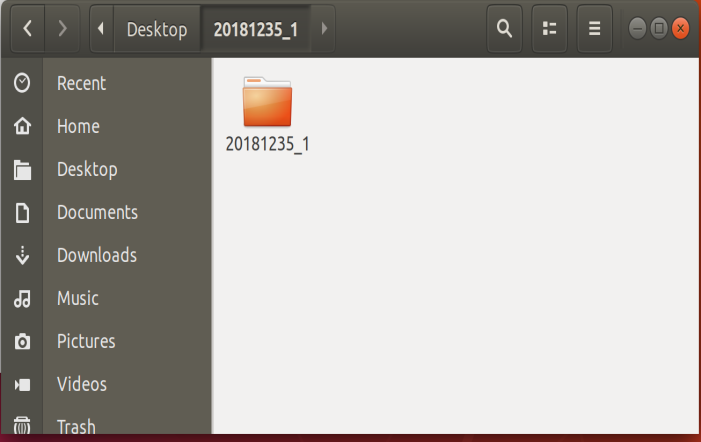 Desktop 20181235_1
Recent
Home
Desktop
Documents
Downloads
Music
Pictures
Videos
Trash
20181235_1